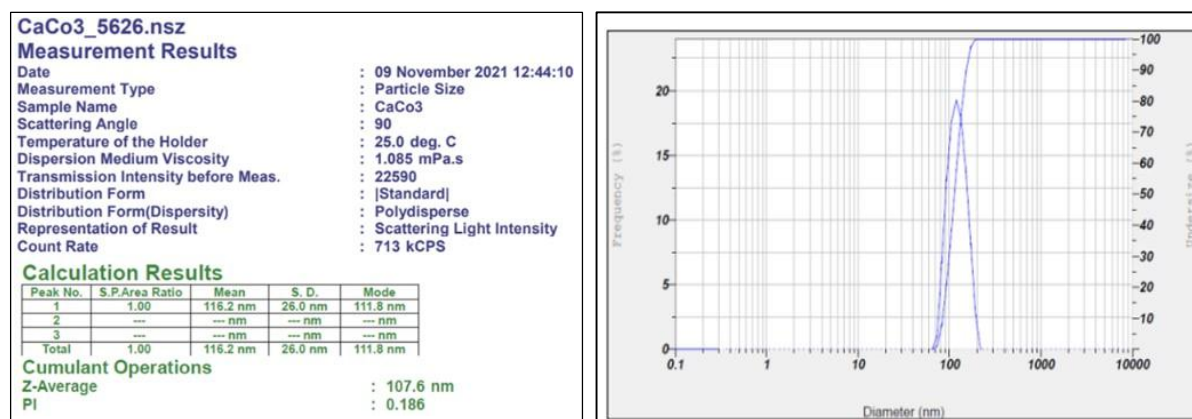 CaCo3_5626.nsz
Measurement Results
Date : 09 November 2021 12:44:10
Measurement Type : Particle Size
Sample Name : CaCo3
Scattering Angle : 90
Temperature of the Holder : 25.0 deg. C
Dispersion Medium Viscosity : 1.085 mPa.s
Transmission Intensity before Meas. : 22590
Distribution Form : |Standard|
Distribution Form(Dispersity) : Polydisperse
Representation of Result : Scattering Light Intensity
Count Rate : 713 kCPS
Calculation Results
Peak No. S.P.Area Ratio Mean S. D. Mode
1 1.00 116.2 nm 26.0 nm 111.8 nm
2 --- --- nm --- nm --- nm
3 --- --- nm --- nm --- nm
Total 1.00 116.2 nm 26.0 nm 111.8 nm
Cumulant Operations
Z-Average : 107.6 nm
PI : 0.186
Frequency (%)
20
15
10
5
0
0.1 1 10 100 1000 10000
Diameter (nm)
100
90
80
70
60
50
40
30
20
10
0
Undersize (%)